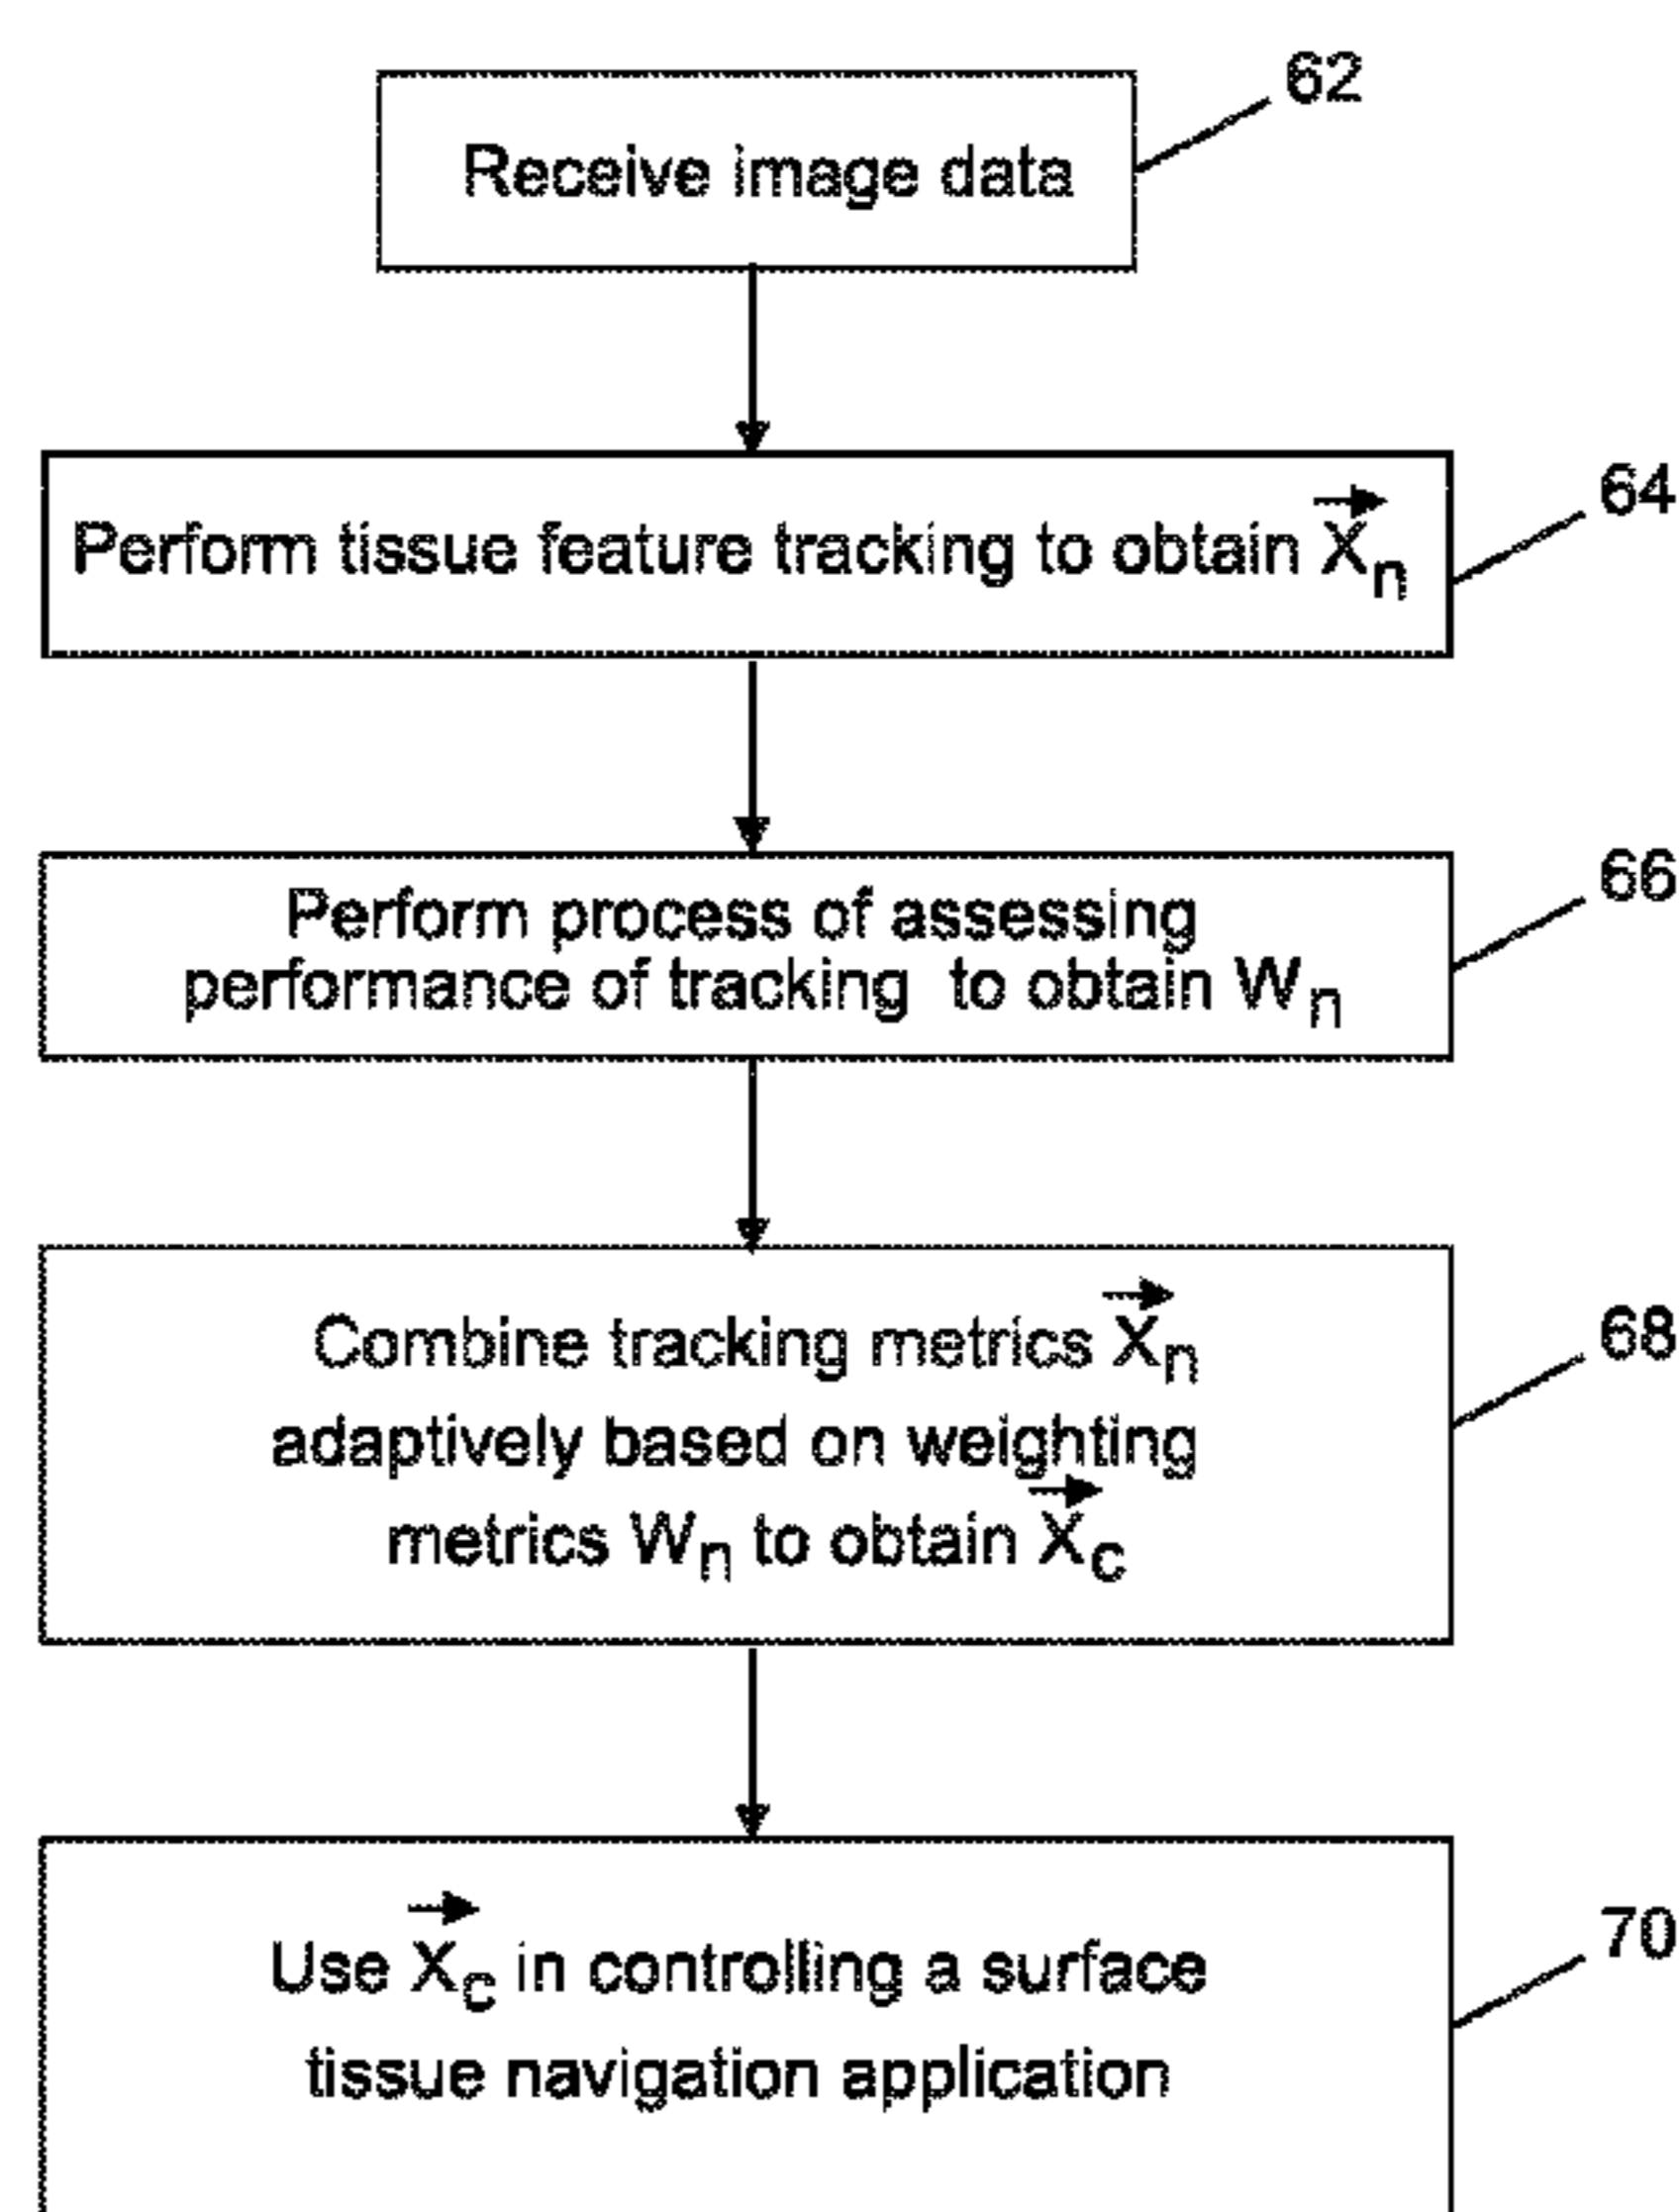 62
Receive image data
64
Perform tissue feature tracking to obtain X⃗n
66
Perform process of assessing
performance of tracking to obtain Wn
68
Combine tracking metrics X⃗n
adaptively based on weighting
metrics Wn to obtain X⃗c
70
Use X⃗c in controlling a surface
tissue navigation application